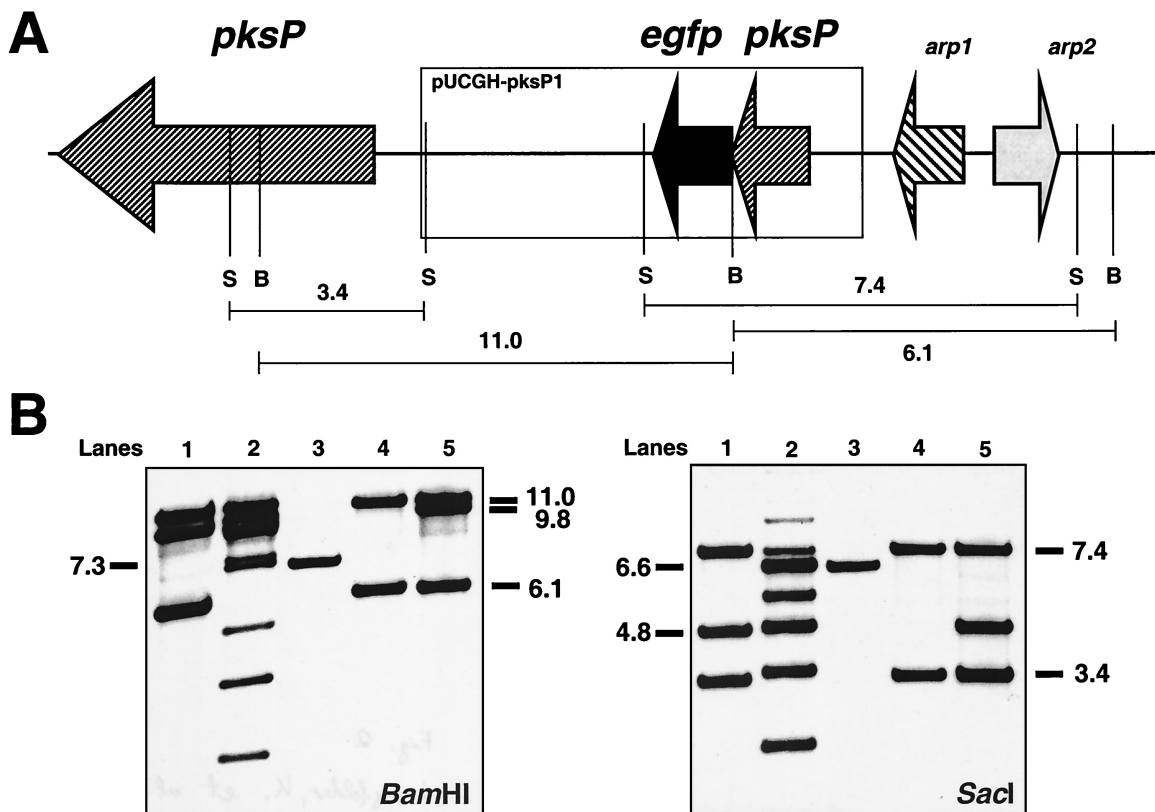 A
pksP
egfp pksP
arp1
arp2
pUCGH-pksP1
S B S S B S B
3.4
7.4
11.0
6.1
B
Lanes 1 2 3 4 5
11.0
9.8
7.3
6.1
BamHI
Lanes 1 2 3 4 5
7.4
6.6
4.8
3.4
SacI